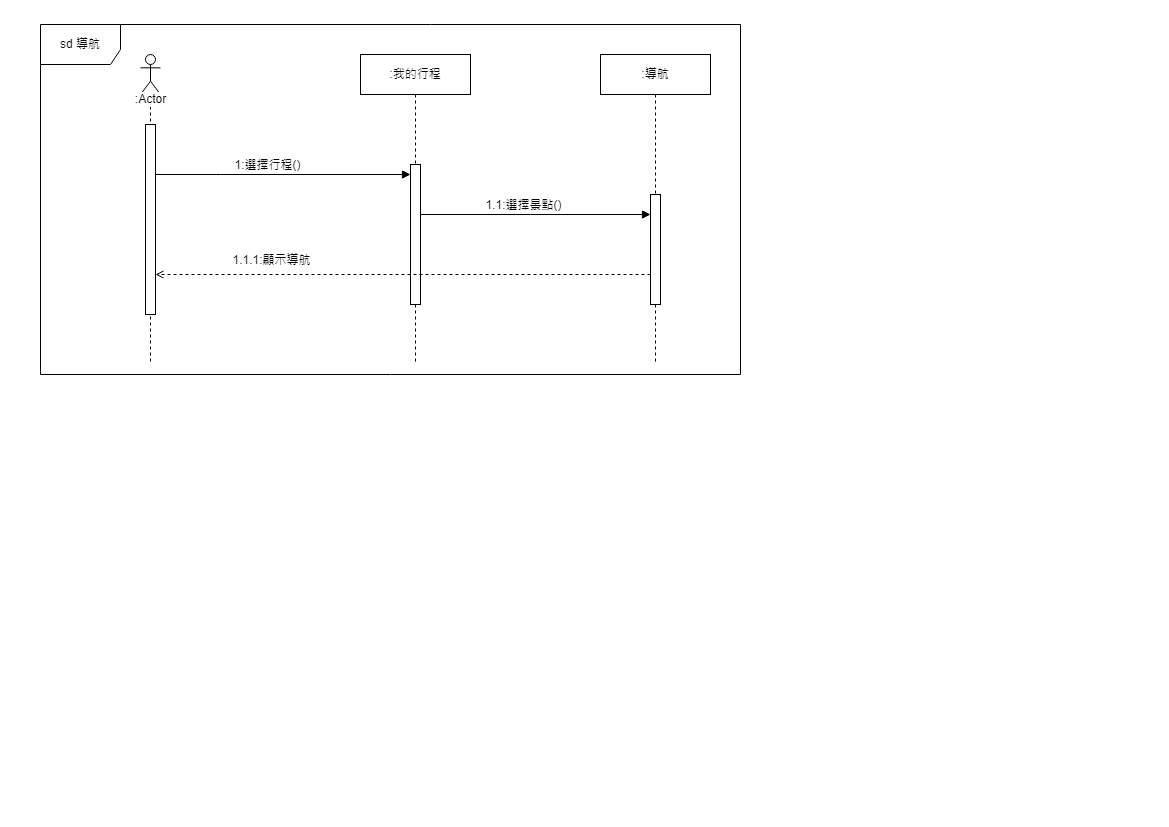 sd 導航
:Actor
:我的行程
:導航
1:選擇行程()
1.1:選擇景點()
1.1.1:顯示導航